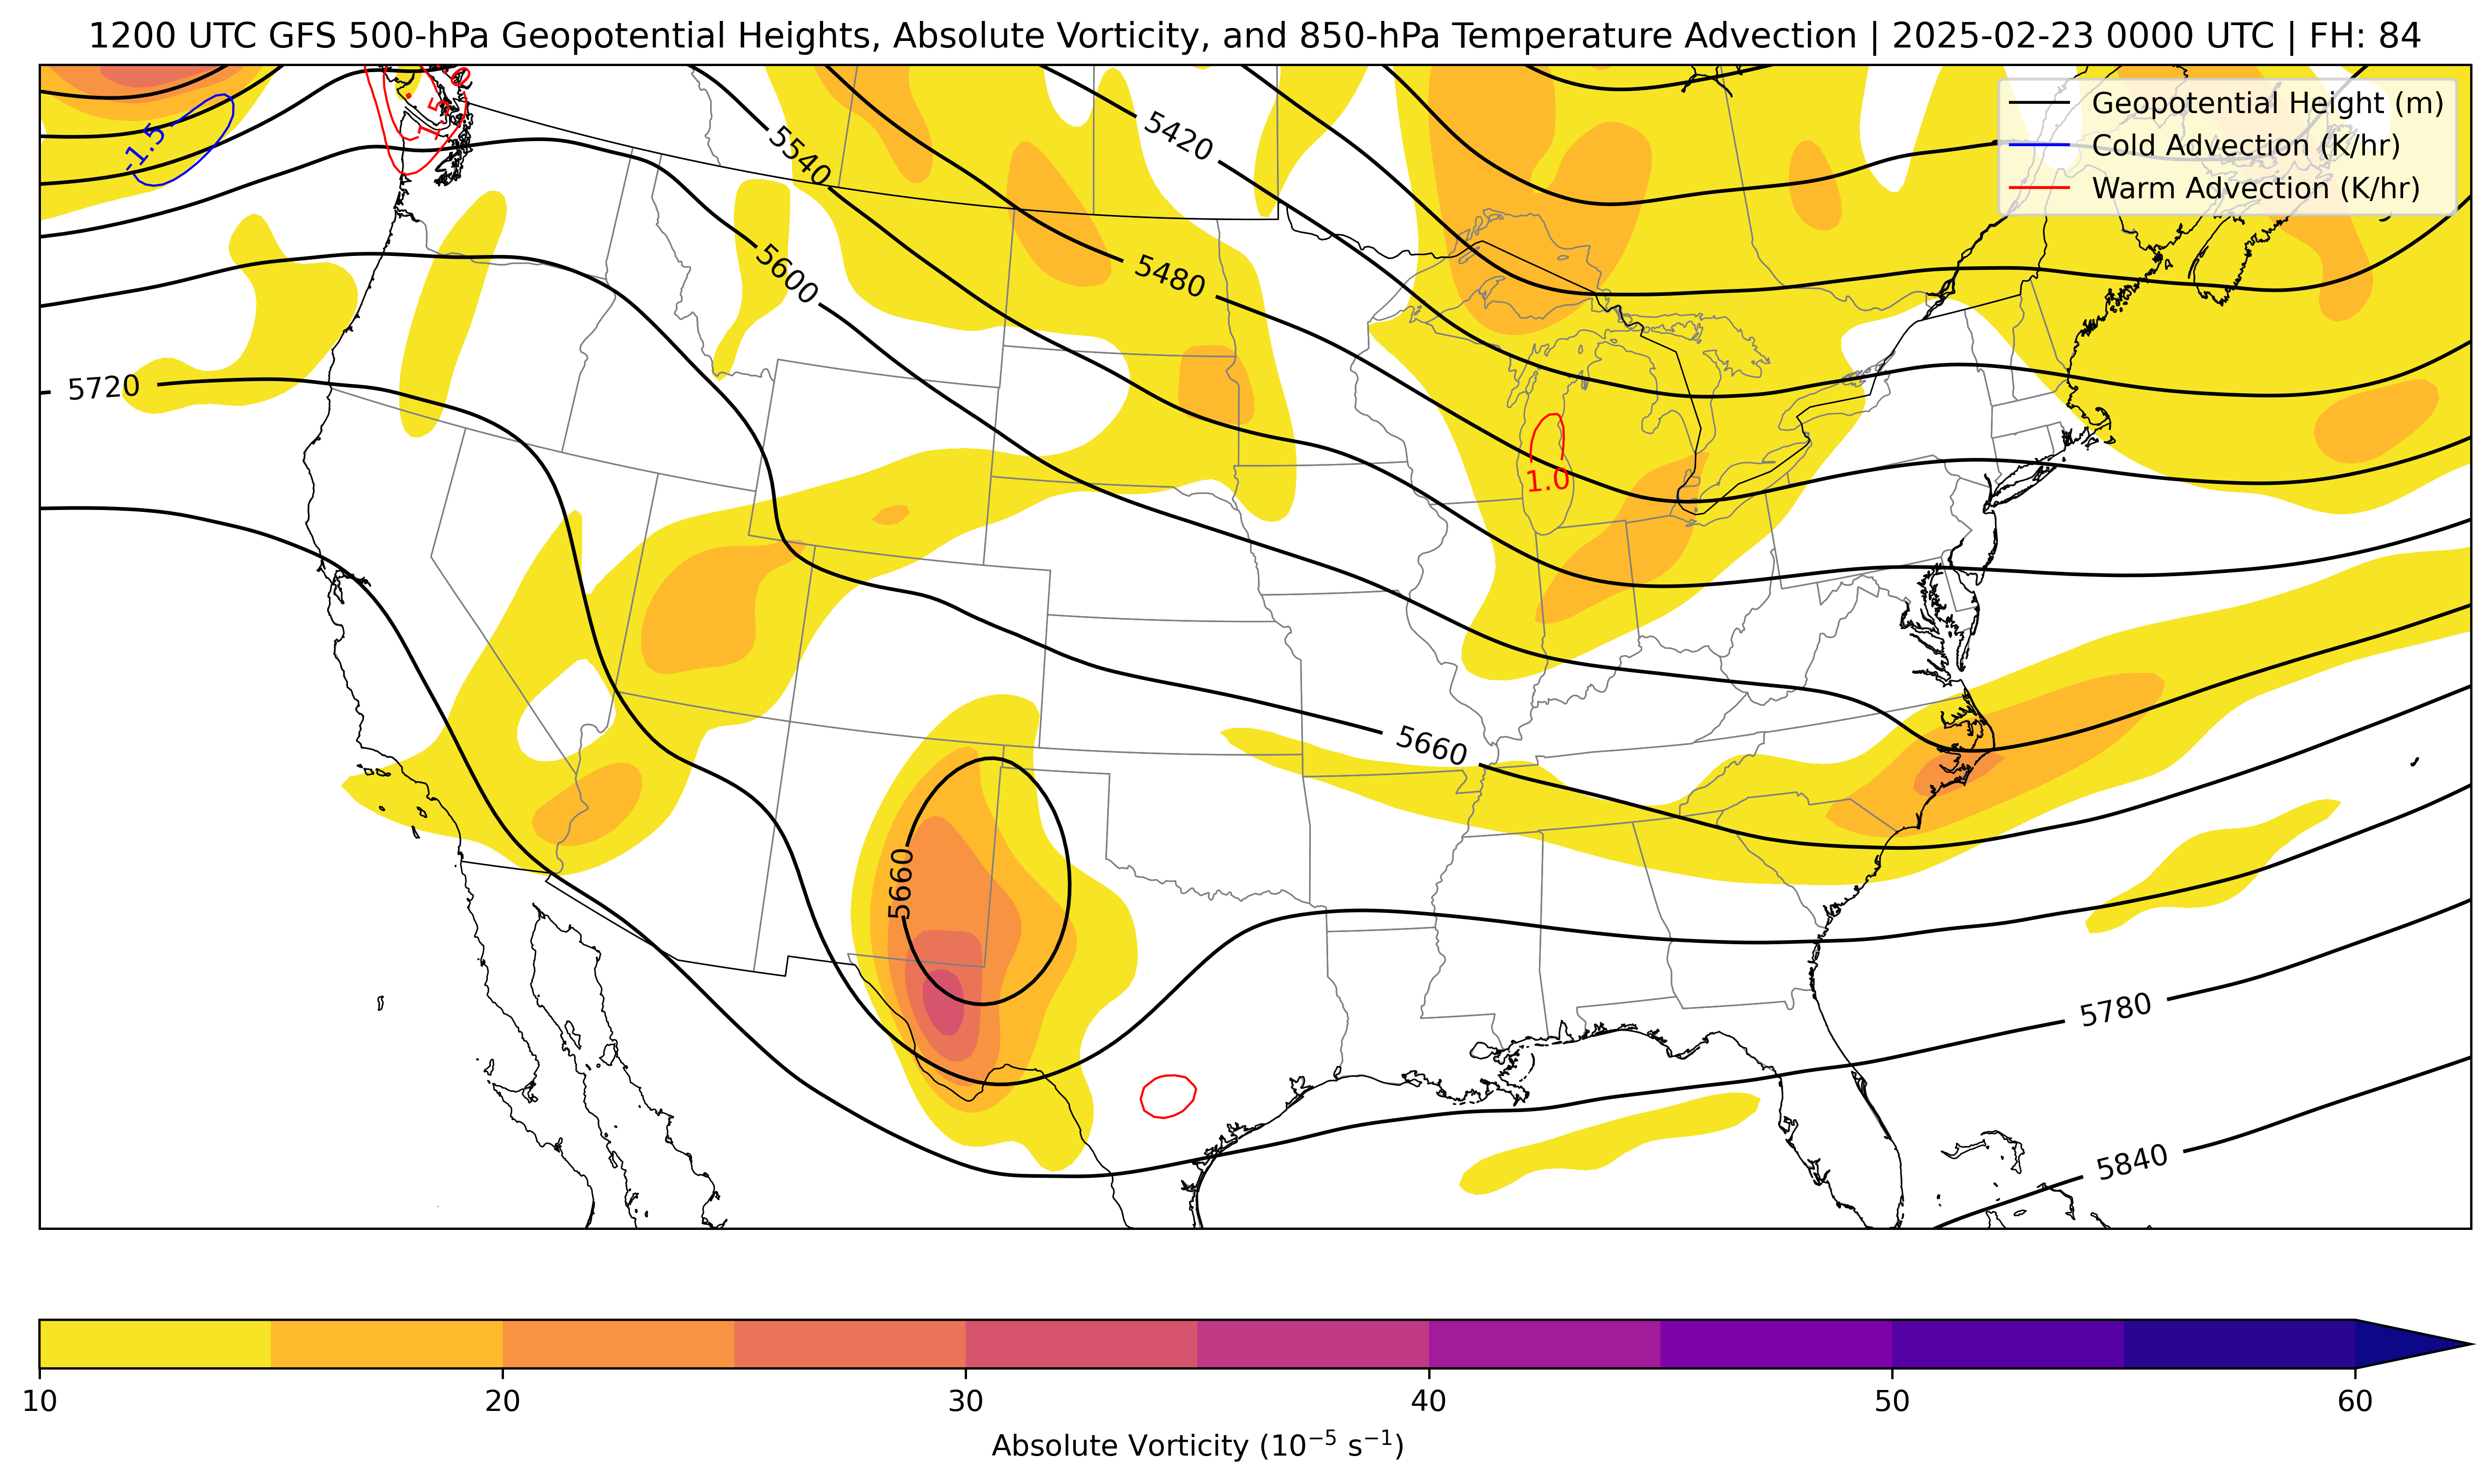 1200 UTC GFS 500-hPa Geopotential Heights, Absolute Vorticity, and 850-hPa Temperature Advection | 2025-02-23 0000 UTC | FH: 84
Geopotential Height (m)
Cold Advection (K/hr)
Warm Advection (K/hr)
-1.5
1.5
5420
5540
5480
5600
5720
1.0
5660
5660
5780
5840
10 20 30 40 50 60
Absolute Vorticity (10⁻⁵ s⁻¹)